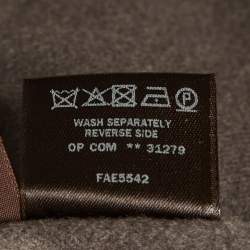 P
WASH SEPARATELY
REVERSE SIDE
OP COM ** 31279
FAE5542